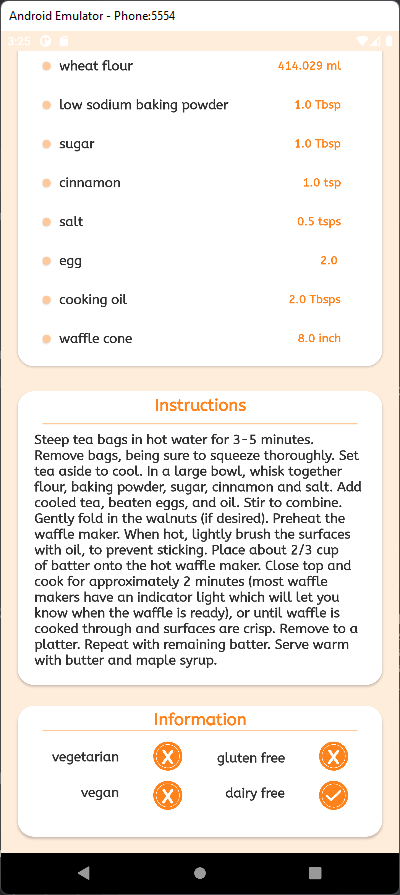 Android Emulator - Phone:5554
3:25
wheat flour 414.029 ml
low sodium baking powder 1.0 Tbsp
sugar 1.0 Tbsp
cinnamon 1.0 tsp
salt 0.5 tsps
egg 2.0
cooking oil 2.0 Tbsps
waffle cone 8.0 inch
Instructions
Steep tea bags in hot water for 3-5 minutes.
Remove bags, being sure to squeeze thoroughly. Set
tea aside to cool. In a large bowl, whisk together
flour, baking powder, sugar, cinnamon and salt. Add
cooled tea, beaten eggs, and oil. Stir to combine.
Gently fold in the walnuts (if desired). Preheat the
waffle maker. When hot, lightly brush the surfaces
with oil, to prevent sticking. Place about 2/3 cup
of batter onto the hot waffle maker. Close top and
cook for approximately 2 minutes (most waffle
makers have an indicator light which will let you
know when the waffle is ready), or until waffle is
cooked through and surfaces are crisp. Remove to a
platter. Repeat with remaining batter. Serve warm
with butter and maple syrup.
Information
vegetarian X gluten free X
vegan X dairy free